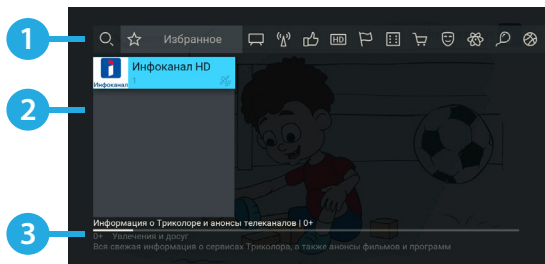 1
Избранное
HD
Инфоканал HD
Инфоканал
1
2
Информация о Триколоре и анонсы телеканалов | 0+
3
0+ Увлечения и досуг
Вся свежая информация о сервисах Триколора, а также анонсы фильмов и программ